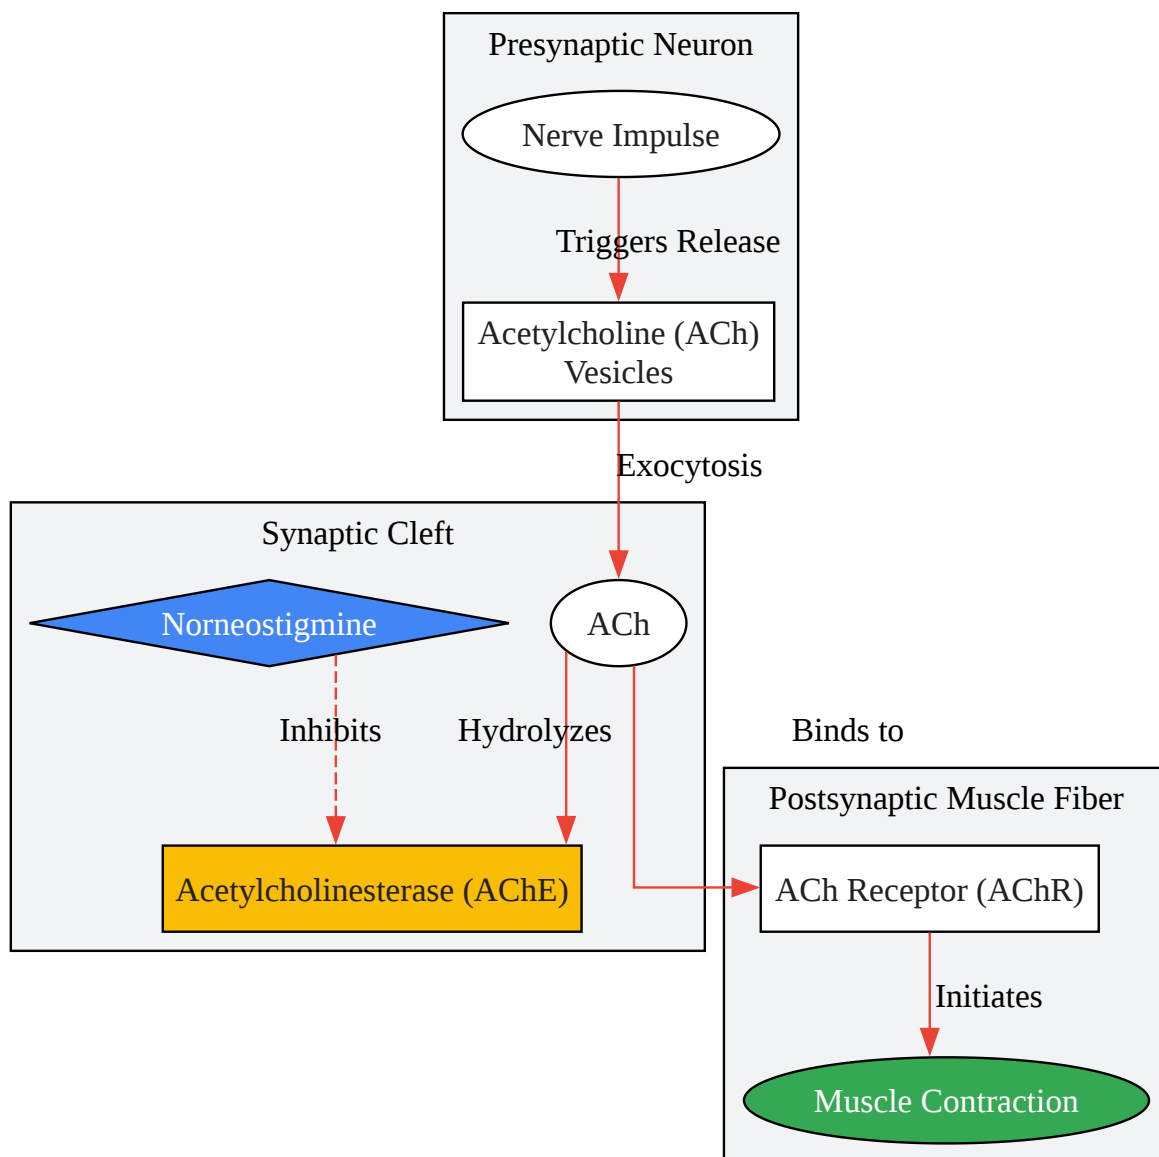 Presynaptic Neuron
Nerve Impulse
Triggers Release
Acetylcholine (ACh)
Vesicles
Exocytosis
Synaptic Cleft
Norneostigmine
ACh
Inhibits
Hydrolyzes
Binds to
Postsynaptic Muscle Fiber
Acetylcholinesterase (AChE)
ACh Receptor (AChR)
Initiates
Muscle Contraction